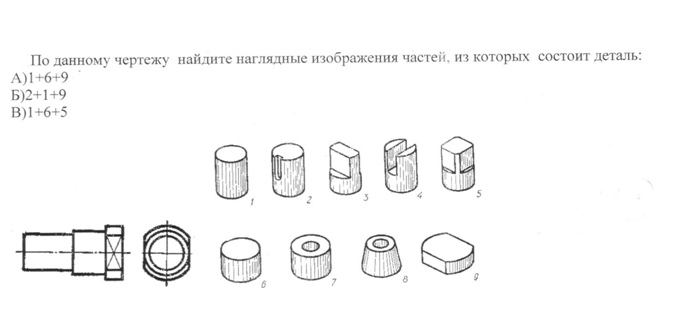 По данному чертежу найдите наглядные изображения частей, из которых состоит деталь:
А)1+6+9
Б)2+1+9
В)1+6+5
1 2 3 4 5
6 7 8 9